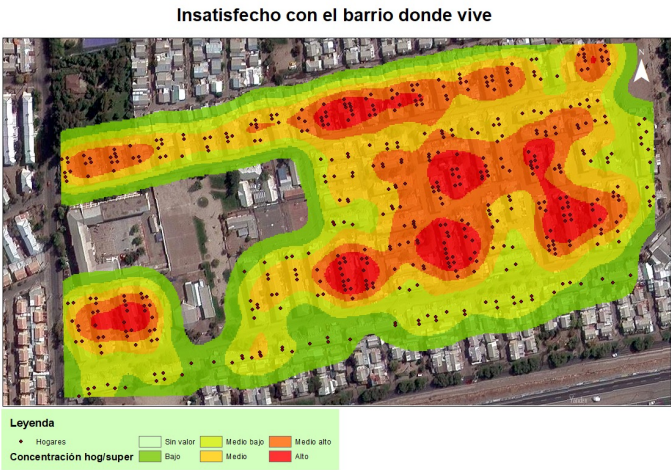 Insatisfecho con el barrio donde vive
N
Leyenda
Hogares
Sin valor
Medio bajo
Medio alto
Concentración hog/super
Bajo
Medio
Alto